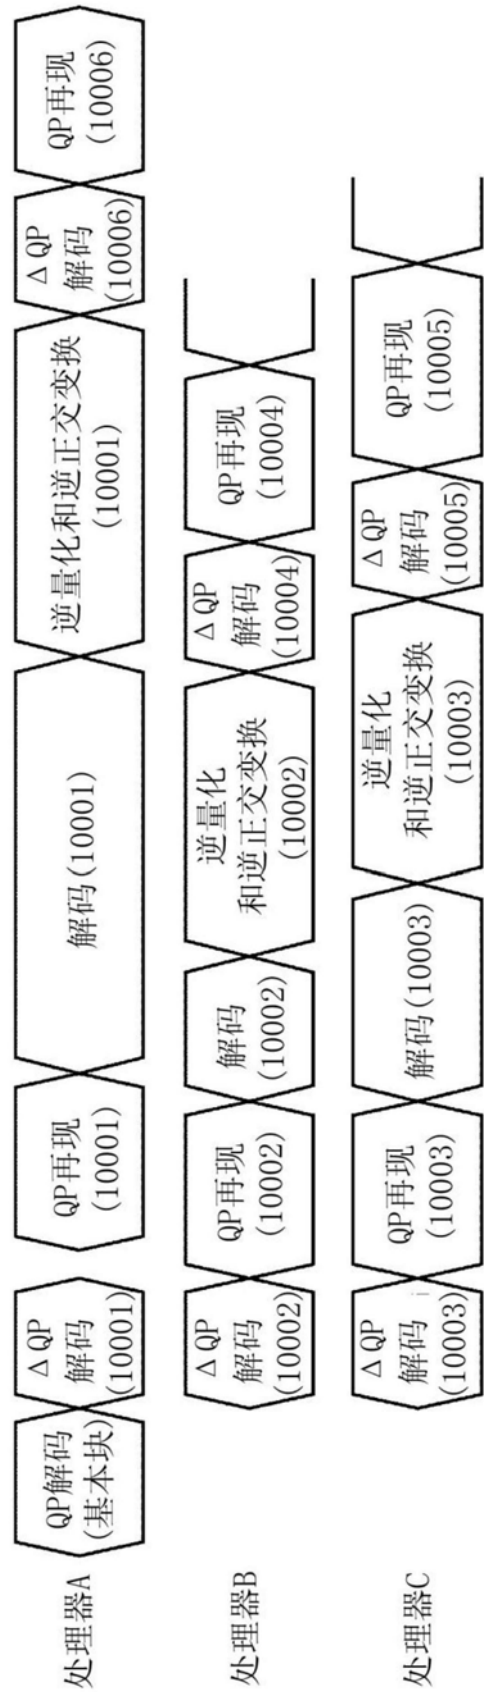 处理器A
QP解码
(基本块)
ΔQP
解码
(10001)
QP再现
(10001)
解码(10001)
逆量化和逆正交变换
(10001)
ΔQP
解码
(10006)
QP再现
(10006)
处理器B
ΔQP
解码
(10002)
QP再现
(10002)
解码
(10002)
逆量化
和逆正交变换
(10002)
ΔQP
解码
(10004)
QP再现
(10004)
处理器C
ΔQP
解码
(10003)
QP再现
(10003)
解码(10003)
逆量化
和逆正交变换
(10003)
ΔQP
解码
(10005)
QP再现
(10005)